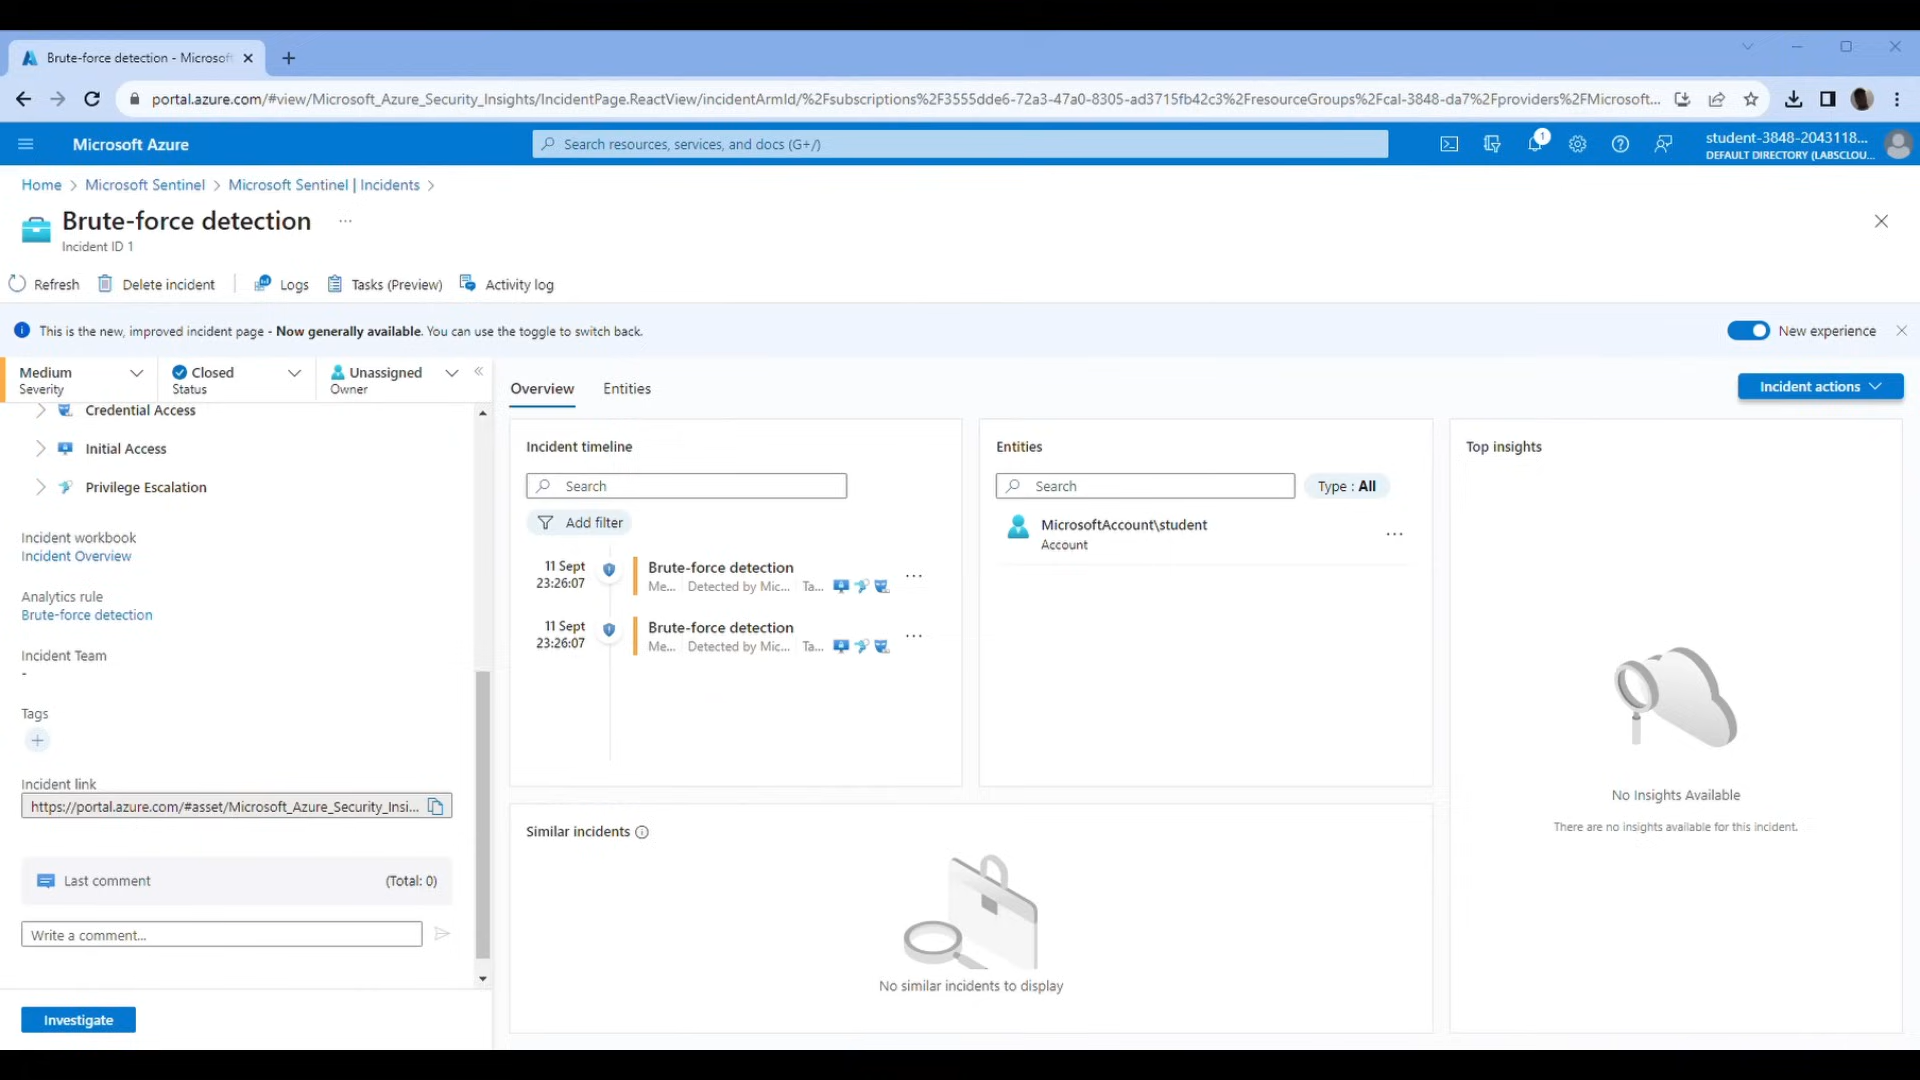 Brute-force detection - Microsof
portal.azure.com/#view/Microsoft_Azure_Security_Insights/IncidentPage.ReactView/incidentArmId/%2Fsubscriptions%2F3555dde6-72a3-47a0-8305-ad3715fb42c3%2FresourceGroups%2Fcal-3848-da7%2Fproviders%2FMicrosoft...
Microsoft Azure
Search resources, services, and docs (G+/)
1
student-3848-2043118...
DEFAULT DIRECTORY (LABSCLOU...
Home > Microsoft Sentinel > Microsoft Sentinel | Incidents >
Brute-force detection ...
Incident ID 1
Refresh
Delete incident
Logs
Tasks (Preview)
Activity log
This is the new, improved incident page - Now generally available. You can use the toggle to switch back.
New experience
Medium
Severity
Closed
Status
Unassigned
Owner
Credential Access
Initial Access
Privilege Escalation
Incident workbook
Incident Overview
Analytics rule
Brute-force detection
Incident Team
-
Tags
Incident link
https://portal.azure.com/#asset/Microsoft_Azure_Security_Insi...
Last comment
(Total: 0)
Write a comment...
Investigate
Overview
Entities
Incident actions
Incident timeline
Search
Add filter
11 Sept
23:26:07
Brute-force detection
Me... Detected by Mic... Ta...
11 Sept
23:26:07
Brute-force detection
Me... Detected by Mic... Ta...
Entities
Search
Type : All
MicrosoftAccount\student
Account
Top insights
No Insights Available
There are no insights available for this incident.
Similar incidents
No similar incidents to display